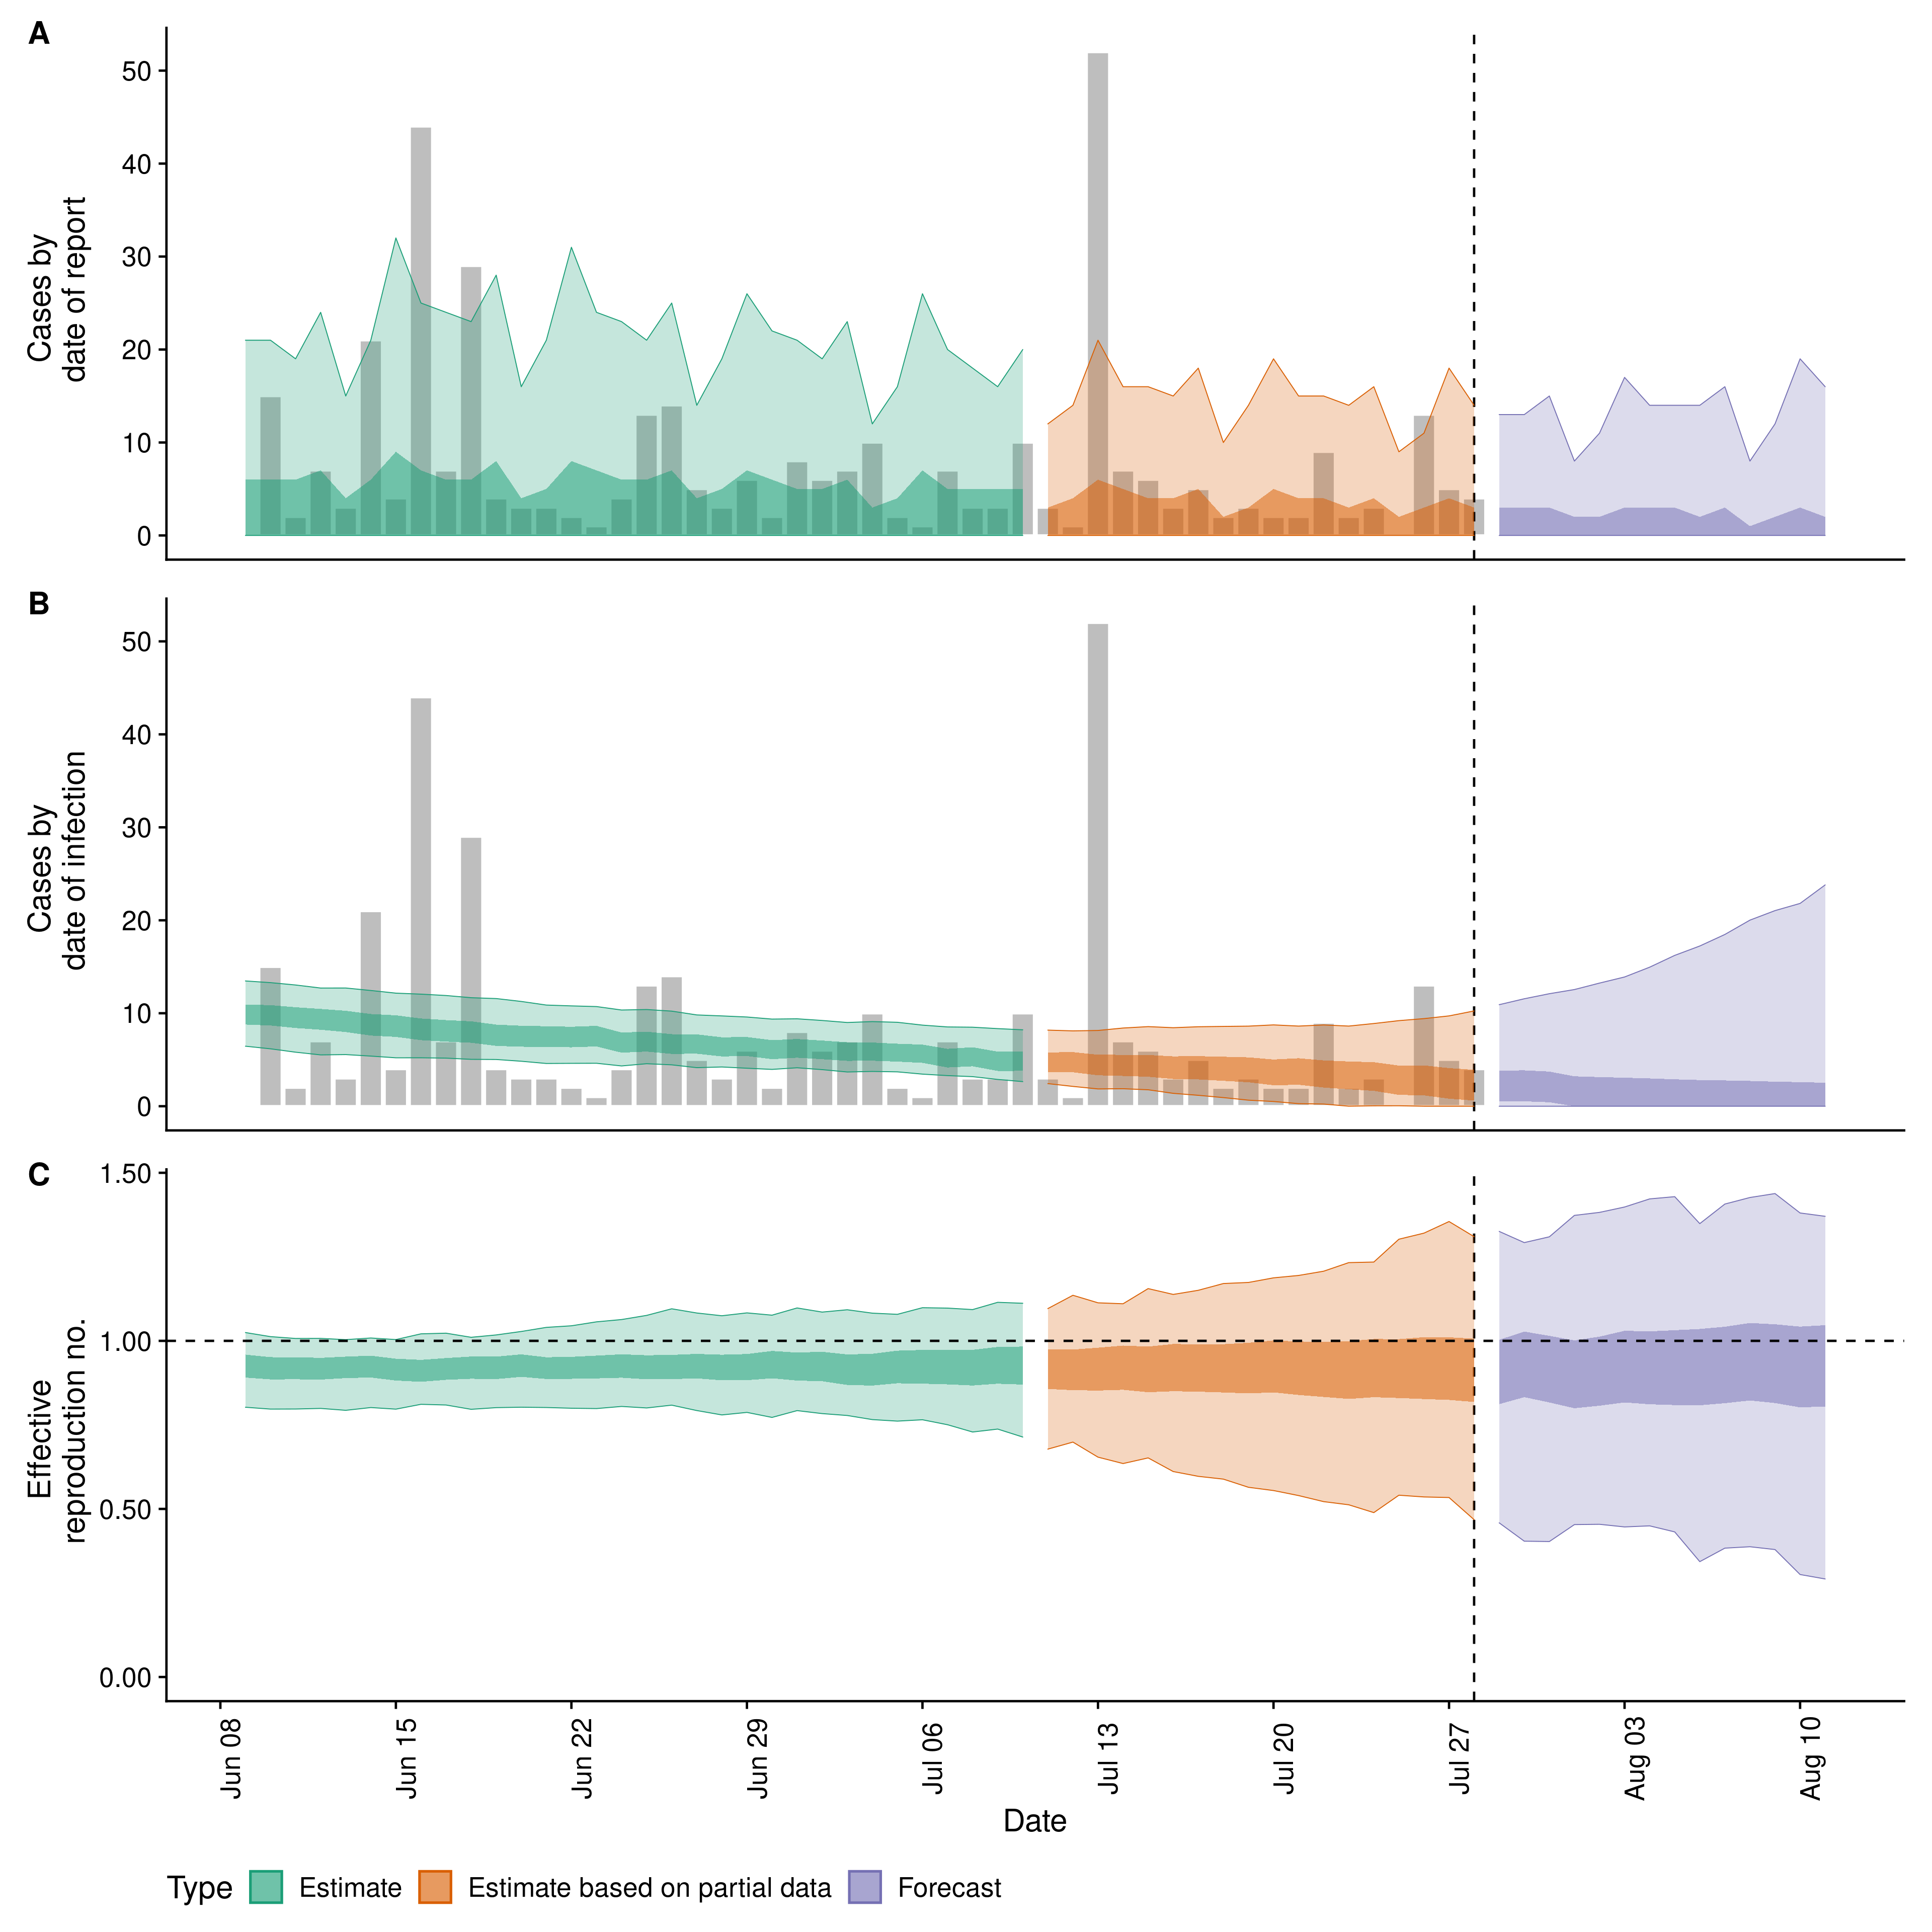 A
50
40
30
20
10
0
Cases by
date of report
B
50
40
30
20
10
0
Cases by
date of infection
C
1.50
1.00
0.50
0.00
Effective
reproduction no.
Jun 08
Jun 15
Jun 22
Jun 29
Jul 06
Jul 13
Jul 20
Jul 27
Aug 03
Aug 10
Date
Type Estimate Estimate based on partial data Forecast